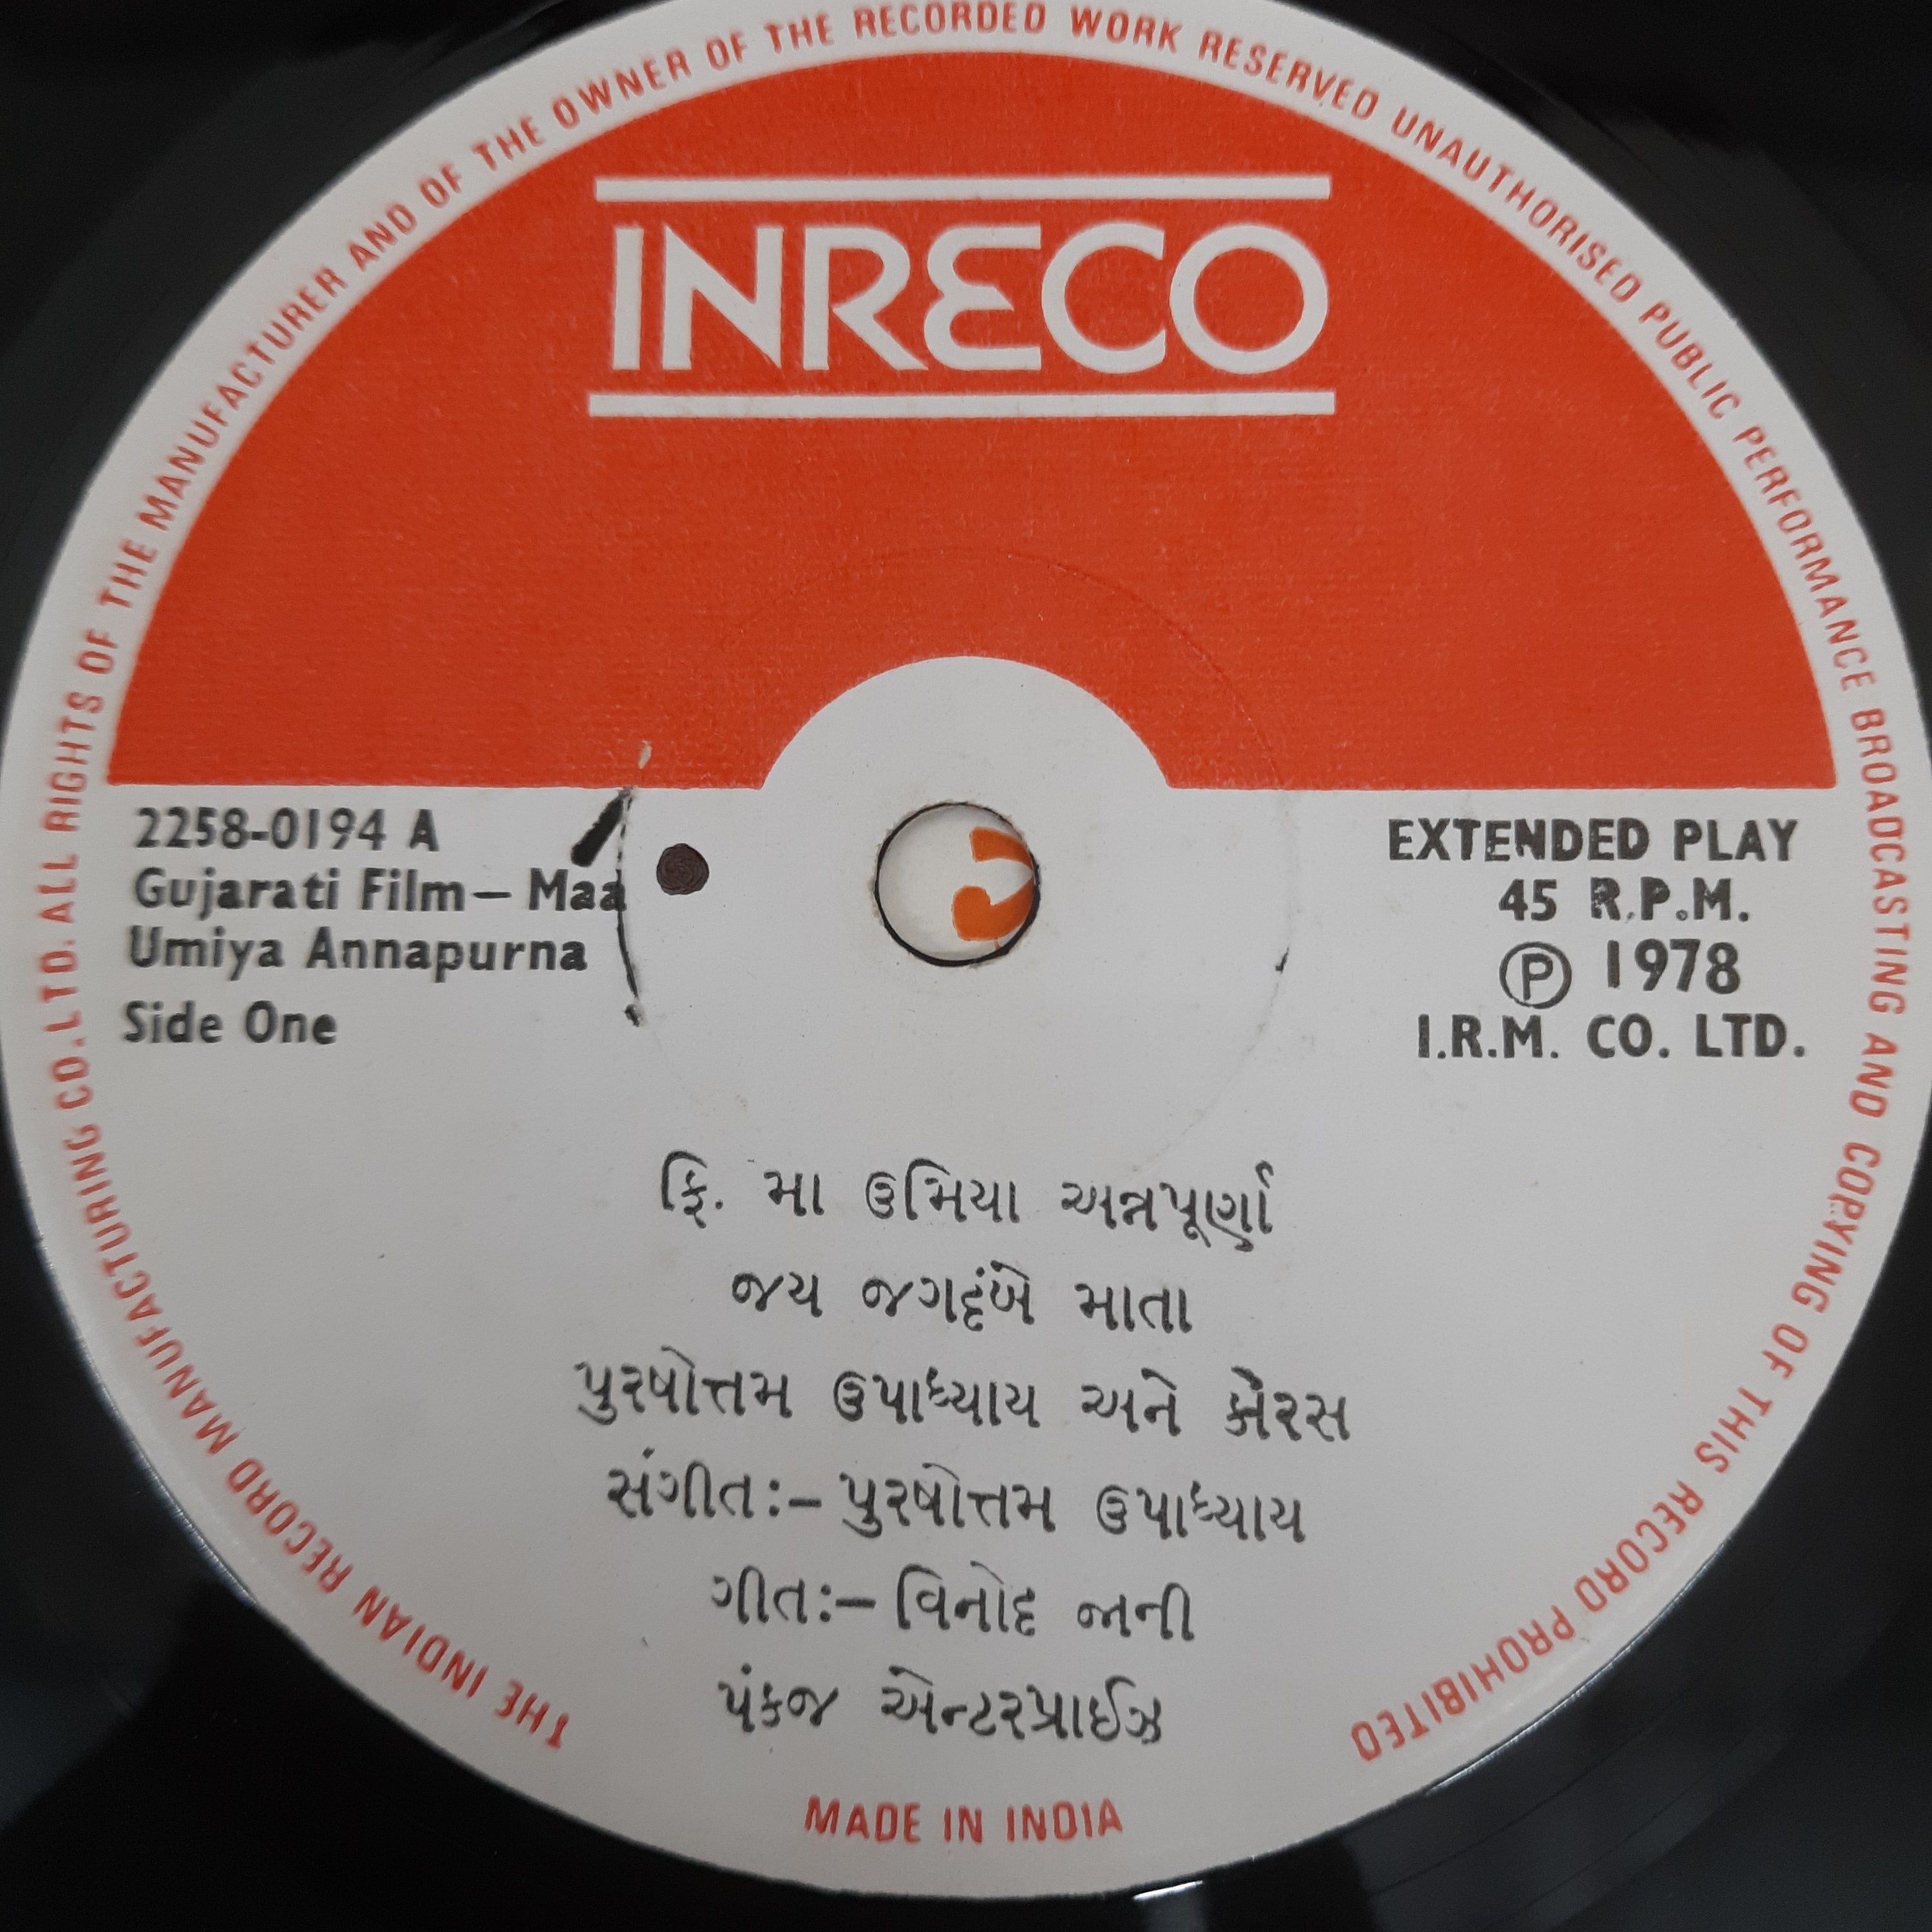 THE INDIAN RECORD MANUFACTURING CO. LTD. ALL RIGHTS OF THE MANUFACTURER AND OF THE OWNER OF THE RECORDED WORK RESERVED UNAUTHORISED PUBLIC PERFORMANCE BROADCASTING AND COPYING OF THIS RECORD PROHIBITED
INRECO
2258-0194 A
Gujarati Film— Maa
Umiya Annapurna
Side One
EXTENDED PLAY
45 R.P.M.
Ⓟ 1978
I.R.M. CO. LTD.
ફિ. મા ઉમિયા અન્નપૂર્ણા
જય જગદંબે માતા
પુરષોત્તમ ઉપાધ્યાય અને કોરસ
સંગીતઃ– પુરષોત્તમ ઉપાધ્યાય
ગીતઃ– વિનોદ જાની
પંકજ એન્ટરપ્રાઈઝ
MADE IN INDIA